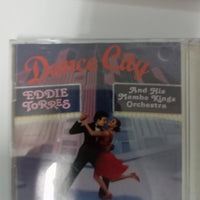 Dance City
EDDIE
TORRES
And His
Mambo Kings
Orchestra